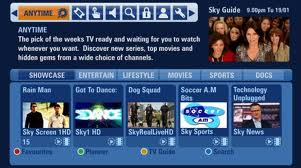 ANYTIME
Sky Guide
9.00pm Tu 19/01
ANYTIME
The pick of the weeks TV ready and waiting for you to watch
whenever you want. Discover new series, top movies and
hidden gems from a wide choice of channels.
SHOWCASE ENTERTAIN LIFESTYLE MOVIES SPORTS DOCS
Rain Man
15
Sky Screen 1HD
Got To Dance:
Sky1 HD
Dog Squad
SkyRealLiveHD
Soccer A.M
Bits
SOCCER AM
Sky Sports
Technology
Unplugged
Sky News
Favourites Planner TV Guide Search